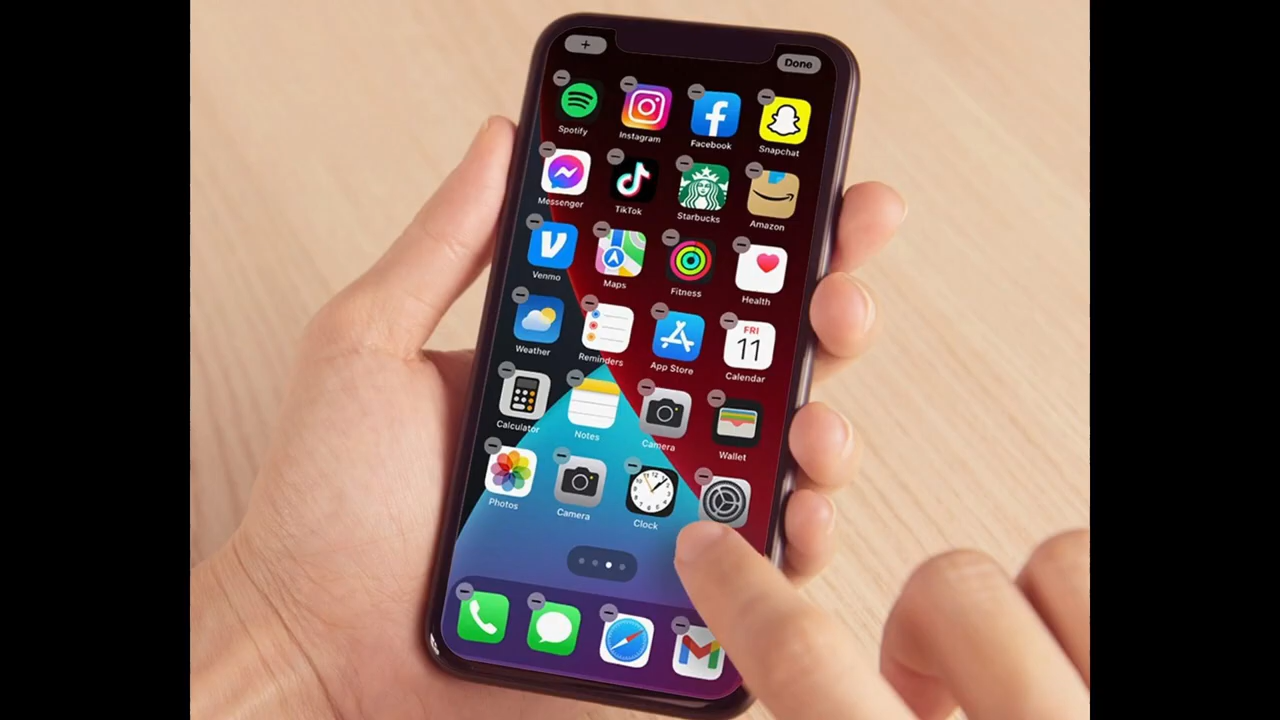 + Done
Spotify Instagram Facebook Snapchat
Messenger TikTok Starbucks Amazon
Venmo Maps Fitness Health
FRI
11
Weather Reminders App Store Calendar
Calculator Notes Camera Wallet
Photos Camera Clock